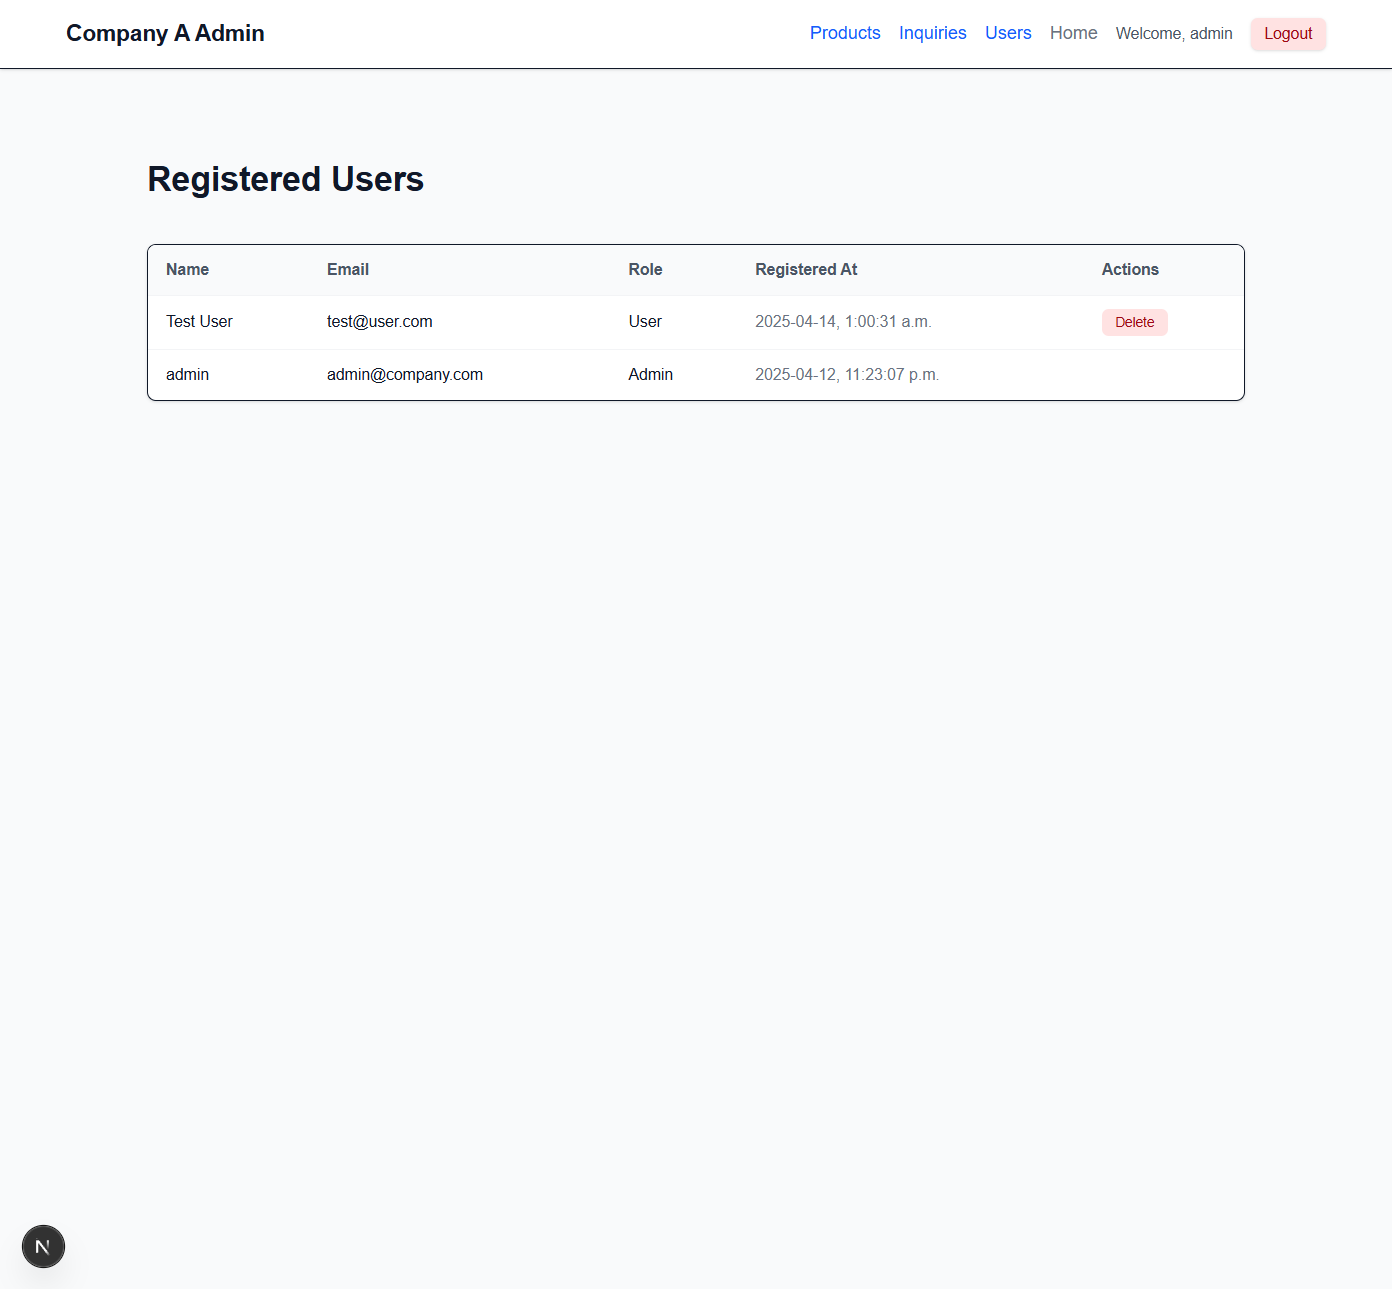 Company A Admin Products Inquiries Users Home Welcome, admin Logout
Registered Users
Name Email Role Registered At Actions
Test User test@user.com User 2025-04-14, 1:00:31 a.m. Delete
admin admin@company.com Admin 2025-04-12, 11:23:07 p.m.
N